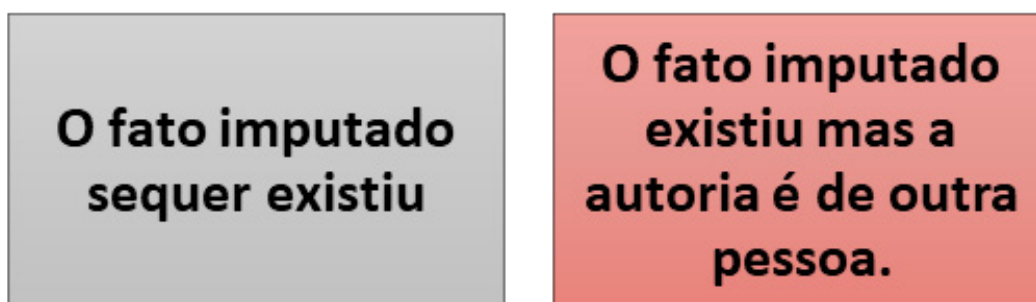 O fato imputado
sequer existiu
O fato imputado
existiu mas a
autoria é de outra
pessoa.